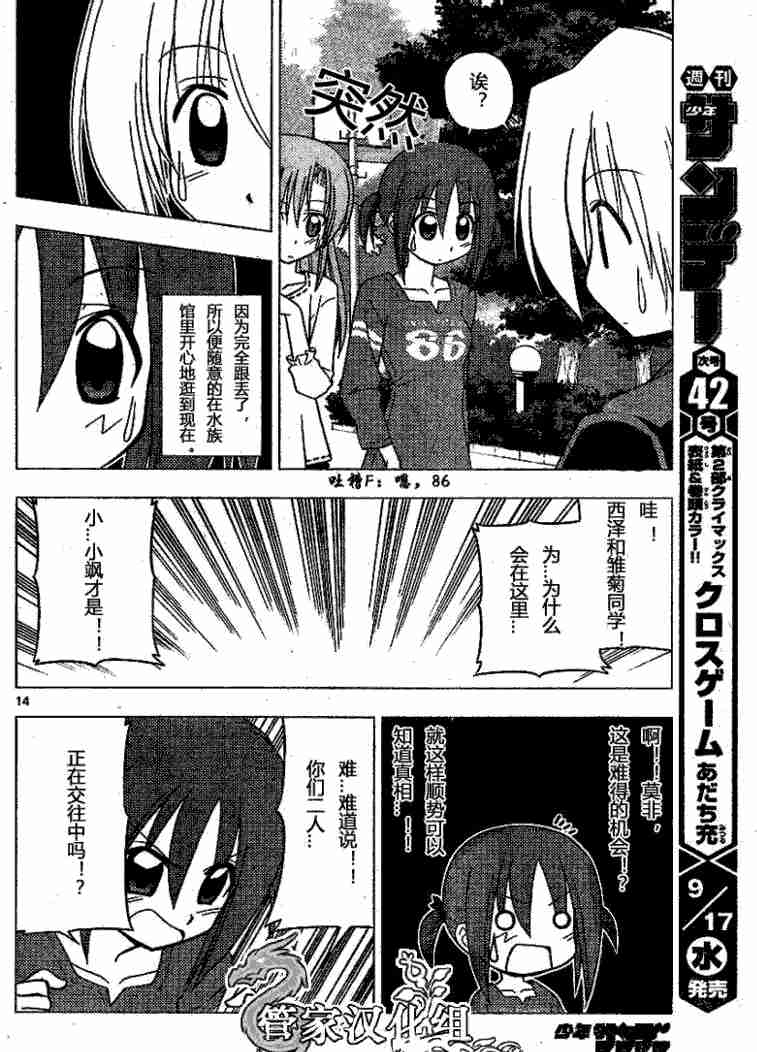 诶？
突然
因为完全跟丢了，
所以便随意的在水族
馆里开心地逛到现在。
86
吐槽F：嗯，86
哇！
西泽和雏菊同学！
为…为什么
会在这里…
小…小飒才是！！
14
啊！！莫非，
这是难得的机会！？
就这样顺势可以
知道真相…！！
难…难道说！！
你们二人…
正在交往中吗！？
管家汉化组
週刊
少年
サンデー
次号
42
号
第2部クライマックス
表紙&巻頭カラー!!
クロスゲーム
あだち充
9/17
水
発売
少年サンデー